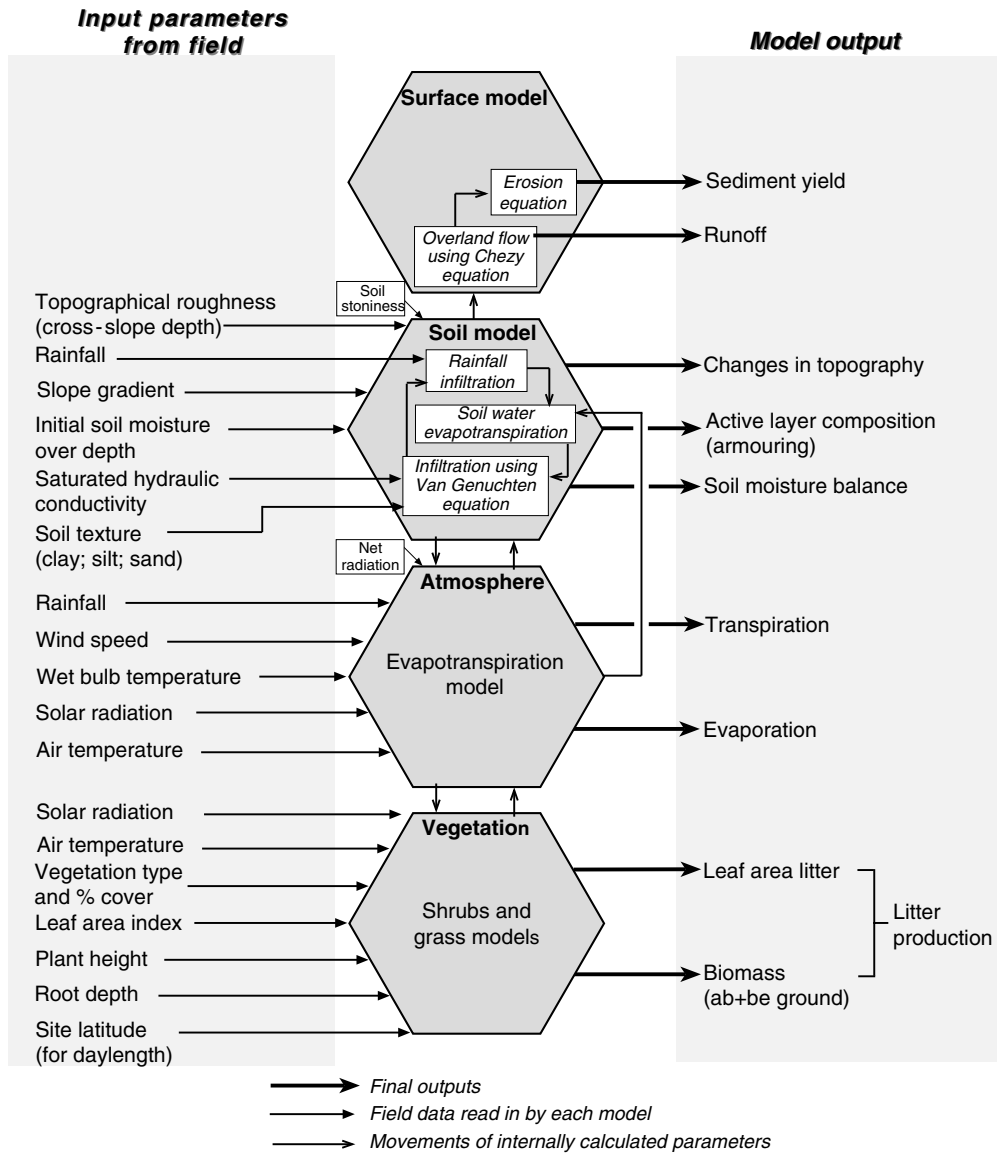 Input parameters
from field
Model output
Surface model
Erosion
equation
Overland flow
using Chezy
equation
Sediment yield
Runoff
Soil
stoniness
Topographical roughness
(cross-slope depth)
Rainfall
Slope gradient
Initial soil moisture
over depth
Saturated hydraulic
conductivity
Soil texture
(clay; silt; sand)
Soil model
Rainfall
infiltration
Soil water
evapotranspiration
Infiltration using
Van Genuchten
equation
Changes in topography
Active layer composition
(armouring)
Soil moisture balance
Net
radiation
Rainfall
Wind speed
Wet bulb temperature
Solar radiation
Air temperature
Atmosphere
Evapotranspiration
model
Transpiration
Evaporation
Solar radiation
Air temperature
Vegetation type
and % cover
Leaf area index
Plant height
Root depth
Site latitude
(for daylength)
Vegetation
Shrubs and
grass models
Leaf area litter
Biomass
(ab+be ground)
Litter
production
Final outputs
Field data read in by each model
Movements of internally calculated parameters